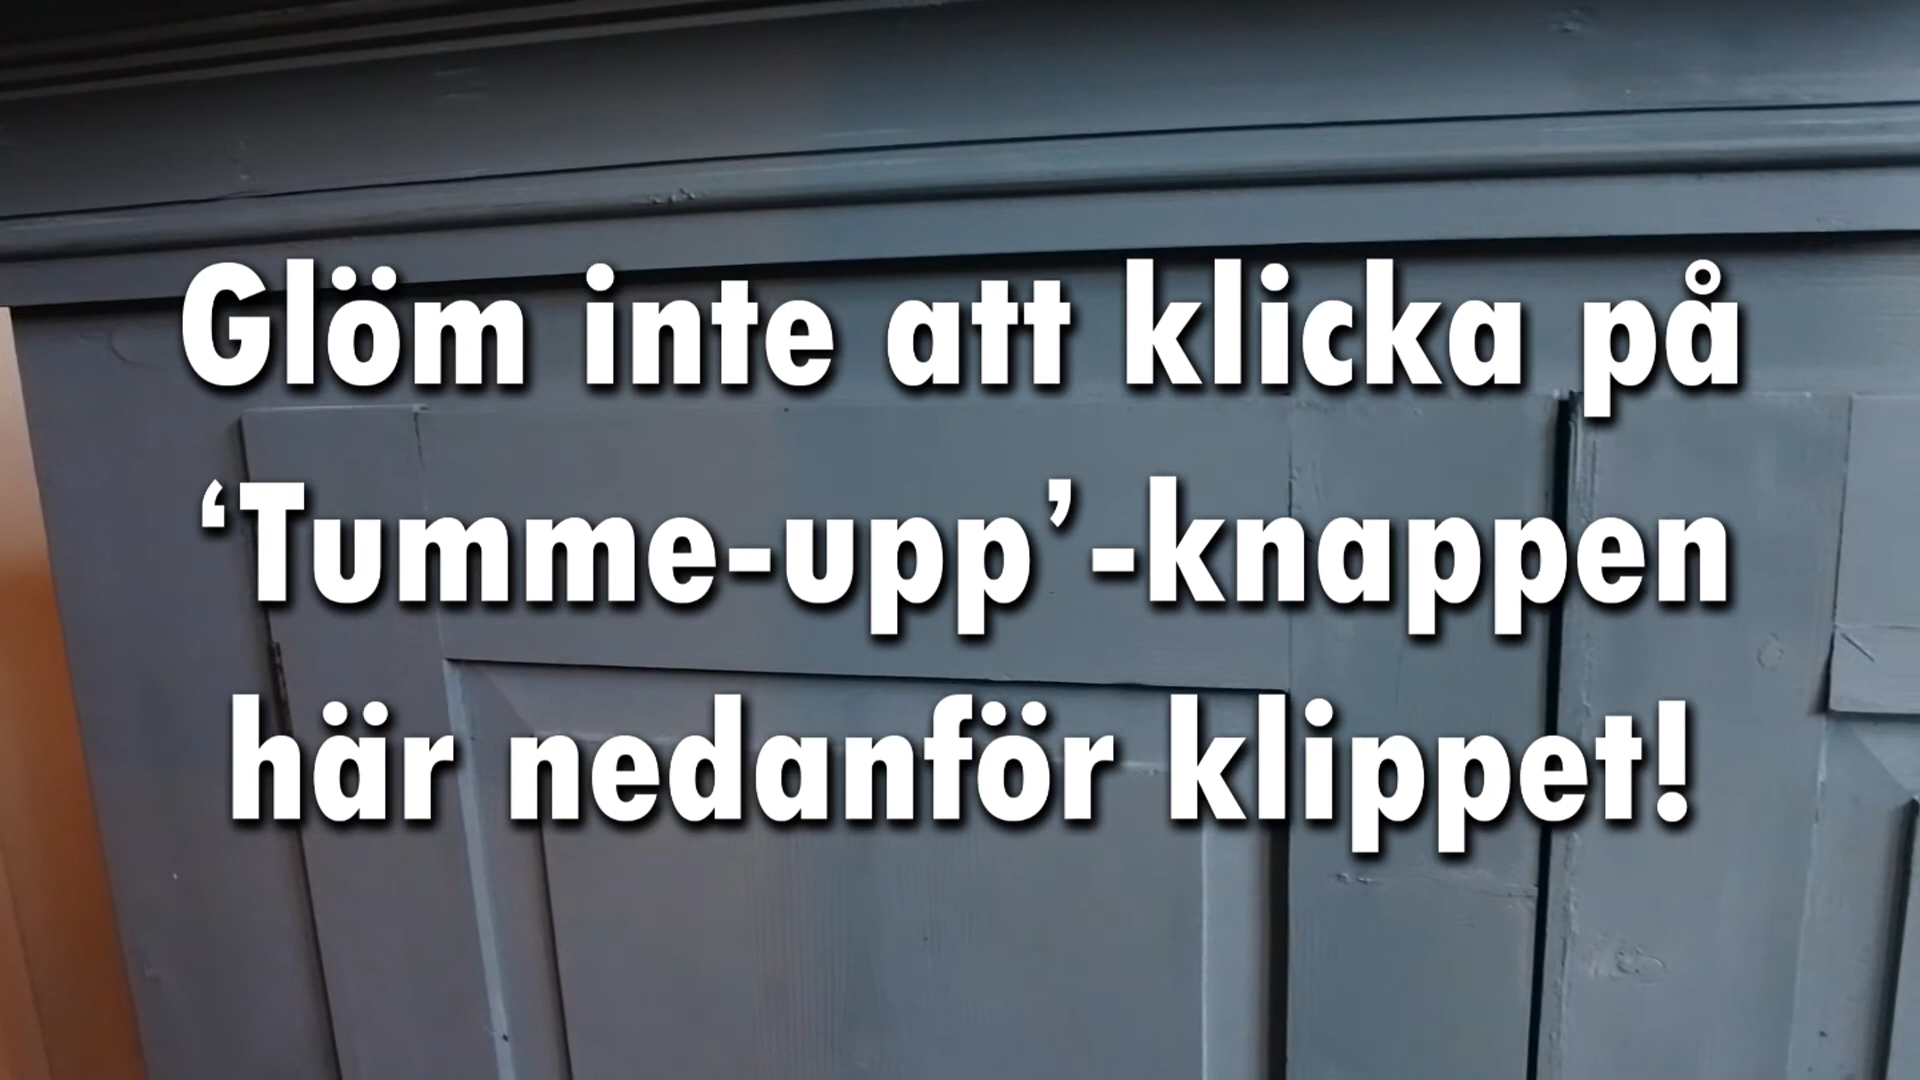 Glöm inte att klicka på
‘Tumme-upp’-knappen
här nedanför klippet!